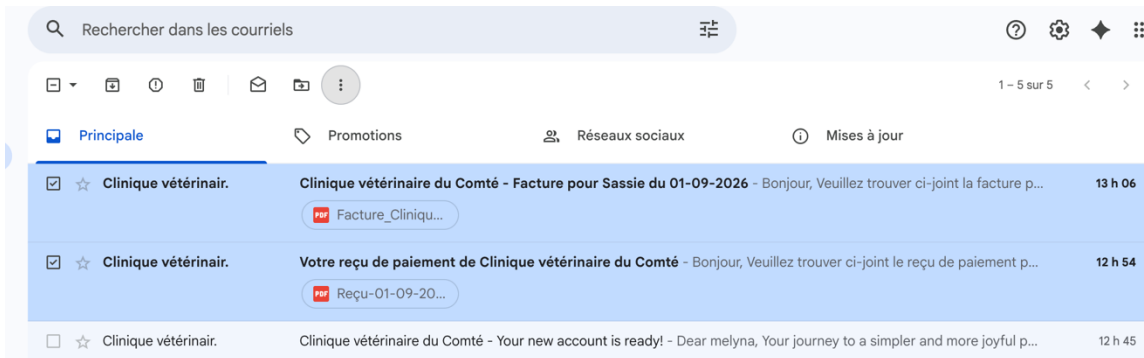 Rechercher dans les courriels
1 – 5 sur 5
Principale Promotions Réseaux sociaux Mises à jour
Clinique vétérinair. Clinique vétérinaire du Comté - Facture pour Sassie du 01-09-2026 - Bonjour, Veuillez trouver ci-joint la facture p... 13 h 06
PDF Facture_Cliniqu...
Clinique vétérinair. Votre reçu de paiement de Clinique vétérinaire du Comté - Bonjour, Veuillez trouver ci-joint le reçu de paiement p... 12 h 54
PDF Reçu-01-09-20...
Clinique vétérinair. Clinique vétérinaire du Comté - Your new account is ready! - Dear melyna, Your journey to a simpler and more joyful p... 12 h 45